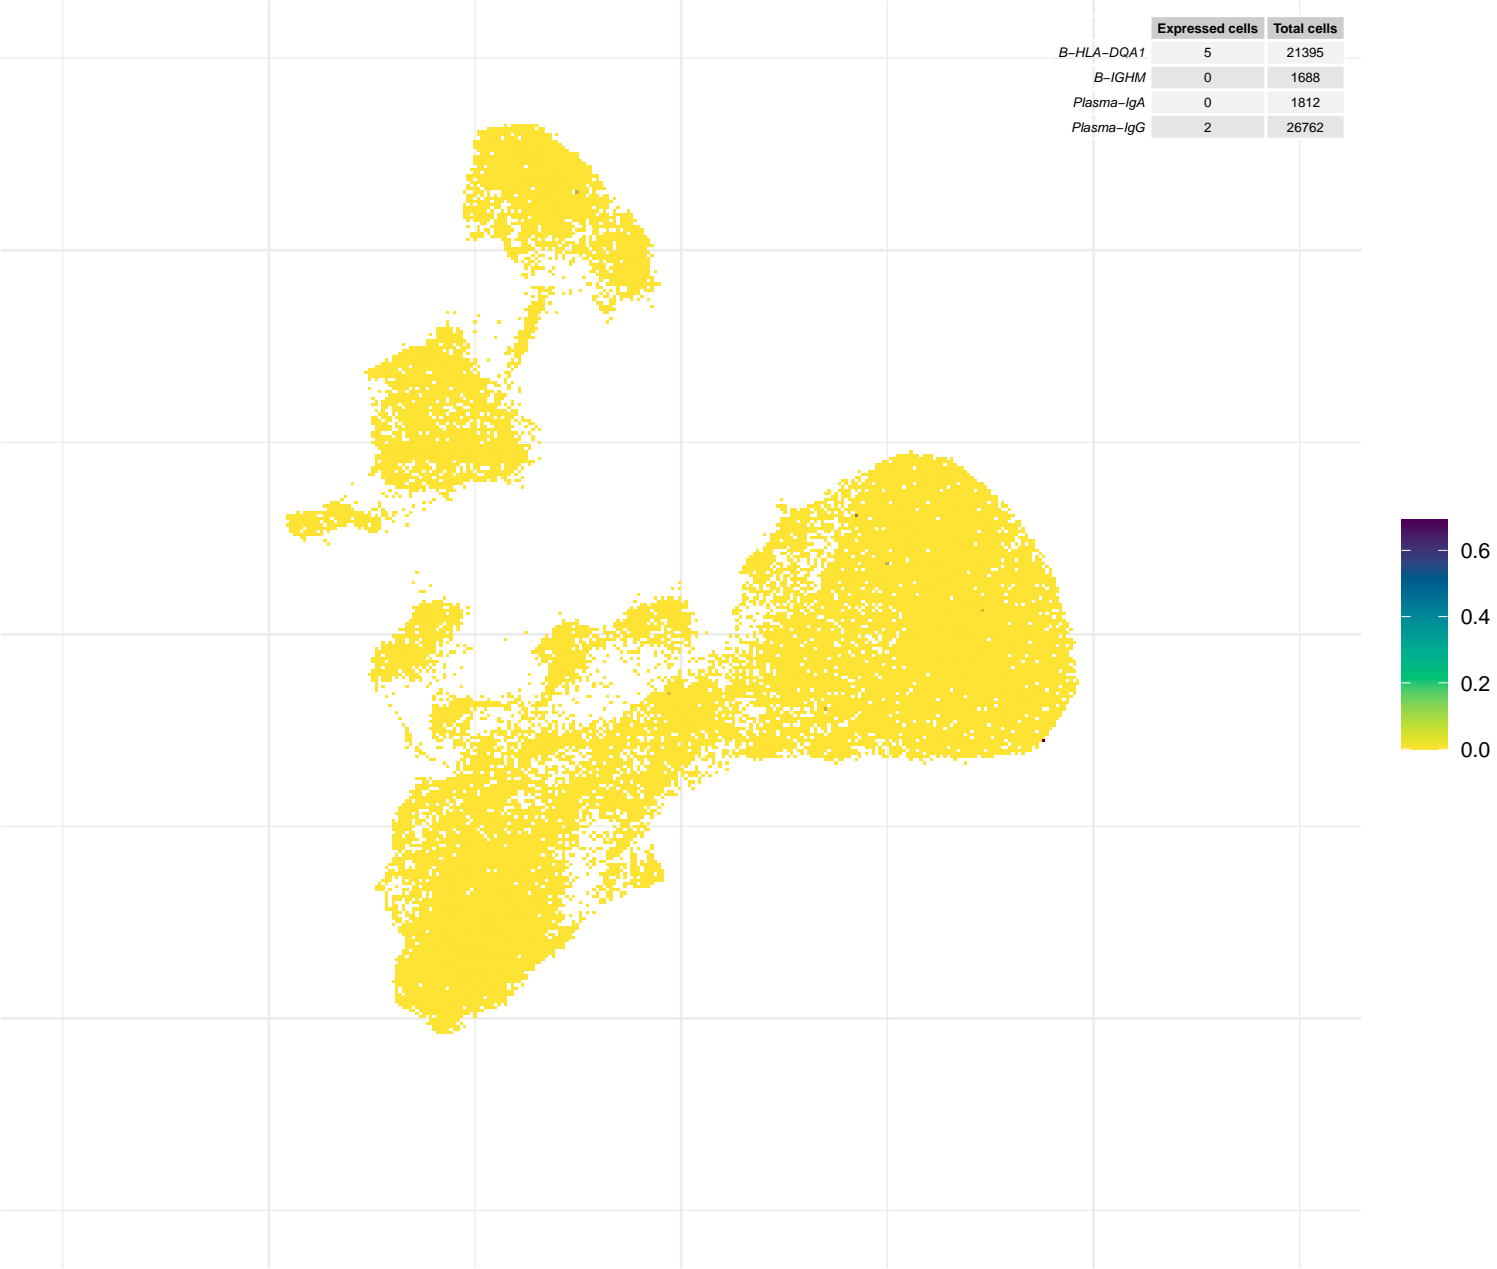 Expressed cells Total cells
B−HLA−DQA1 5 21395
B−IGHM 0 1688
Plasma−IgA 0 1812
Plasma−IgG 2 26762
0.6
0.4
0.2
0.0